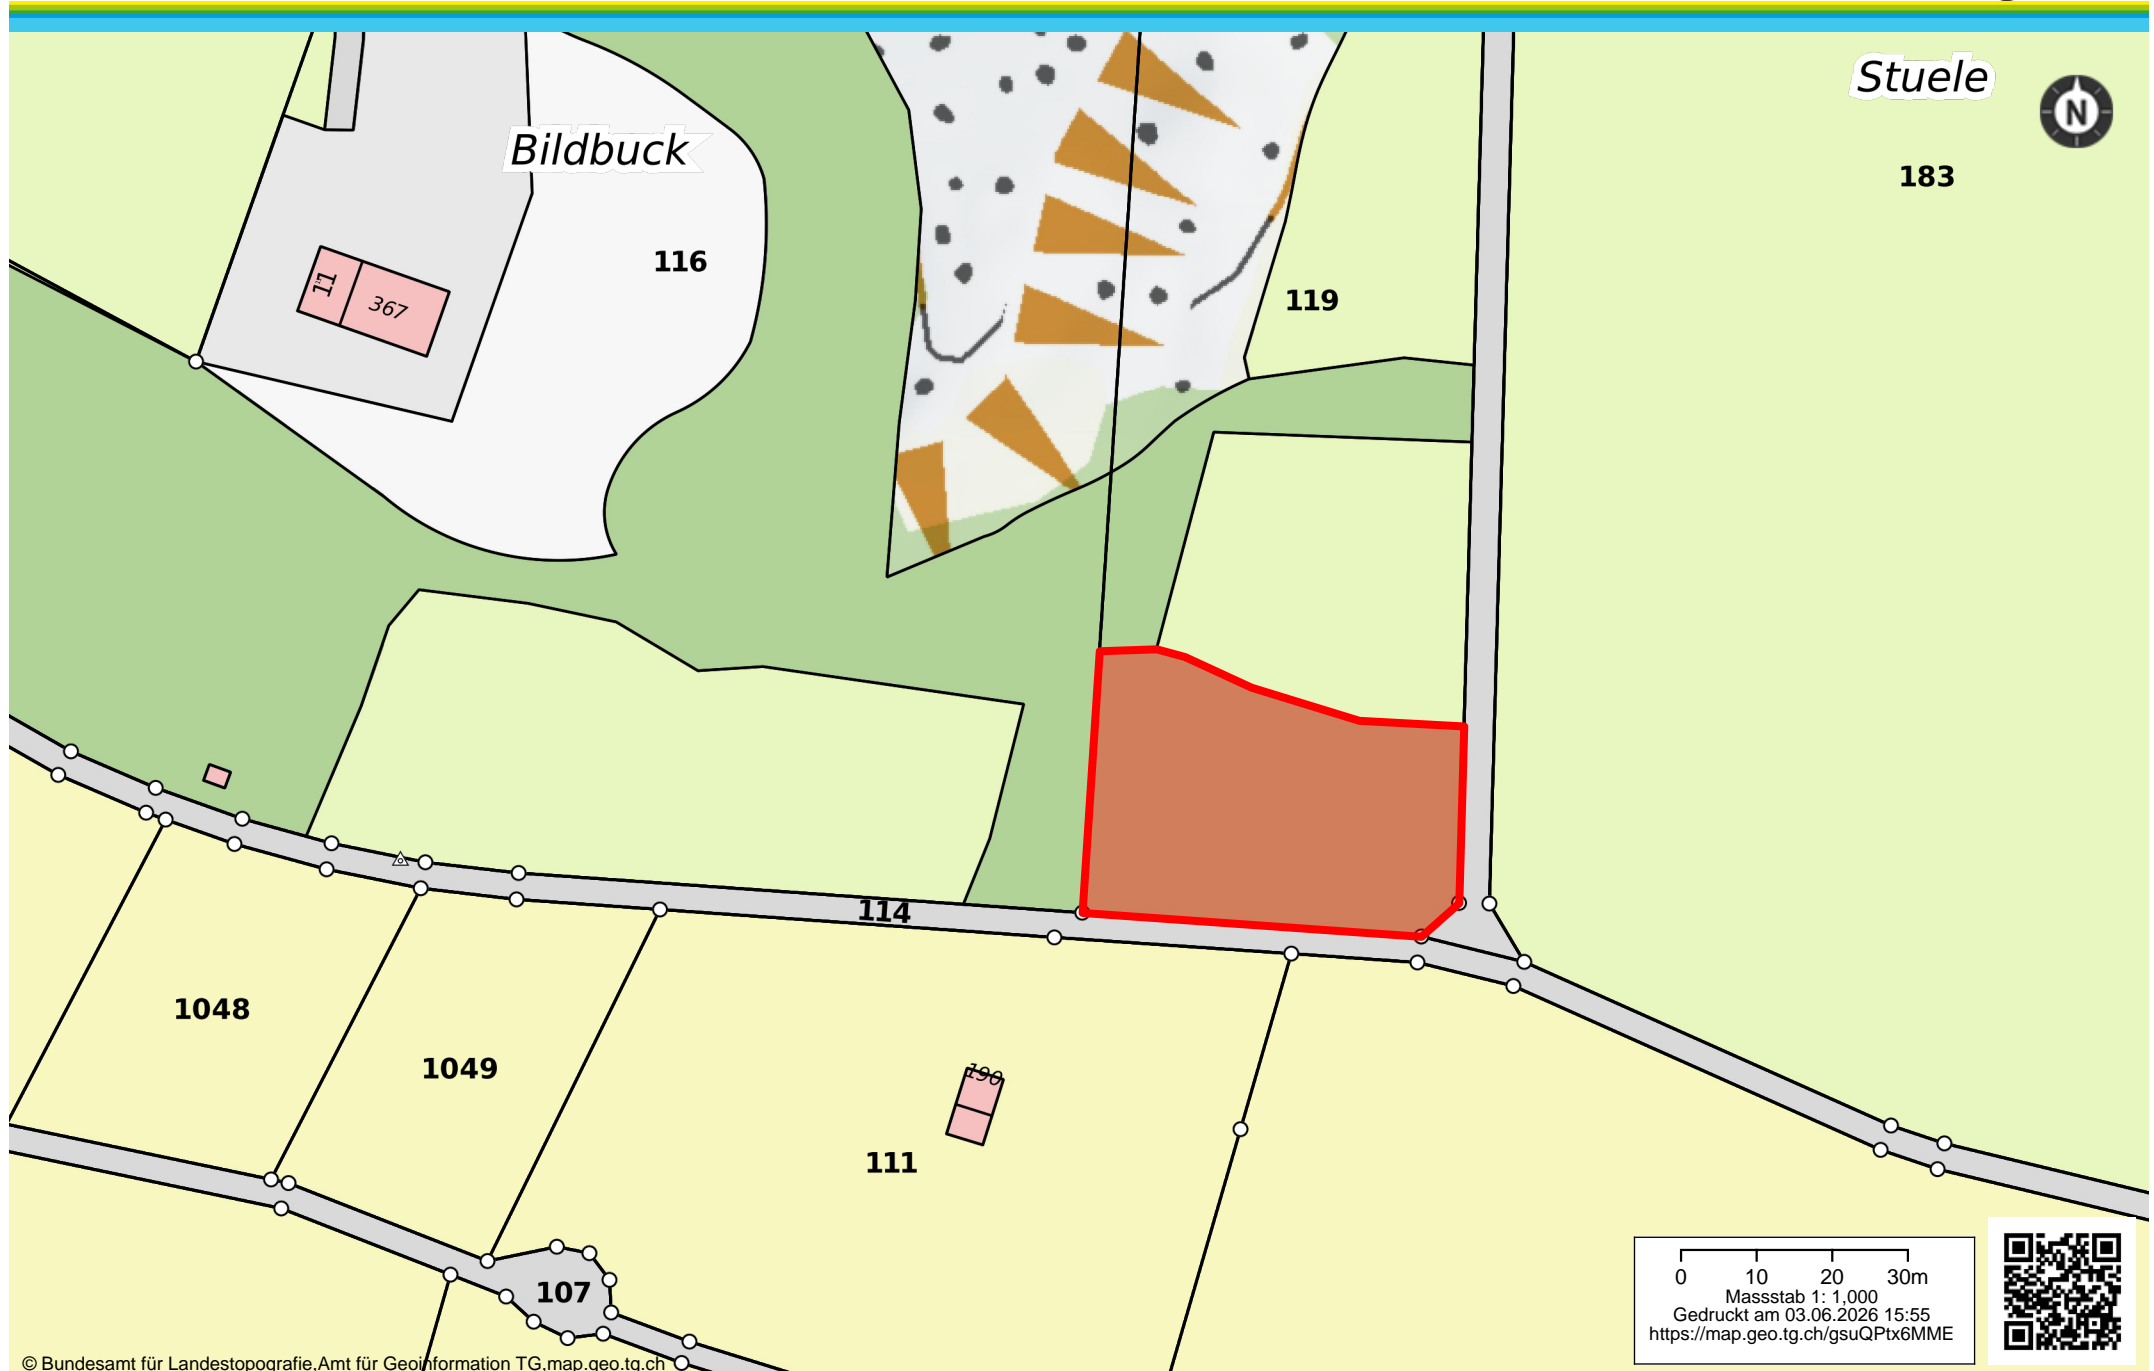 Stuele
183
Bildbuck
116
11
367
119
114
1048
1049
190
111
107
0 10 20 30m
Massstab 1: 1,000
Gedruckt am 03.06.2026 15:55
https://map.geo.tg.ch/gsuQPtx6MME
N
© Bundesamt für Landestopografie,Amt für Geoinformation TG,map.geo.tg.ch